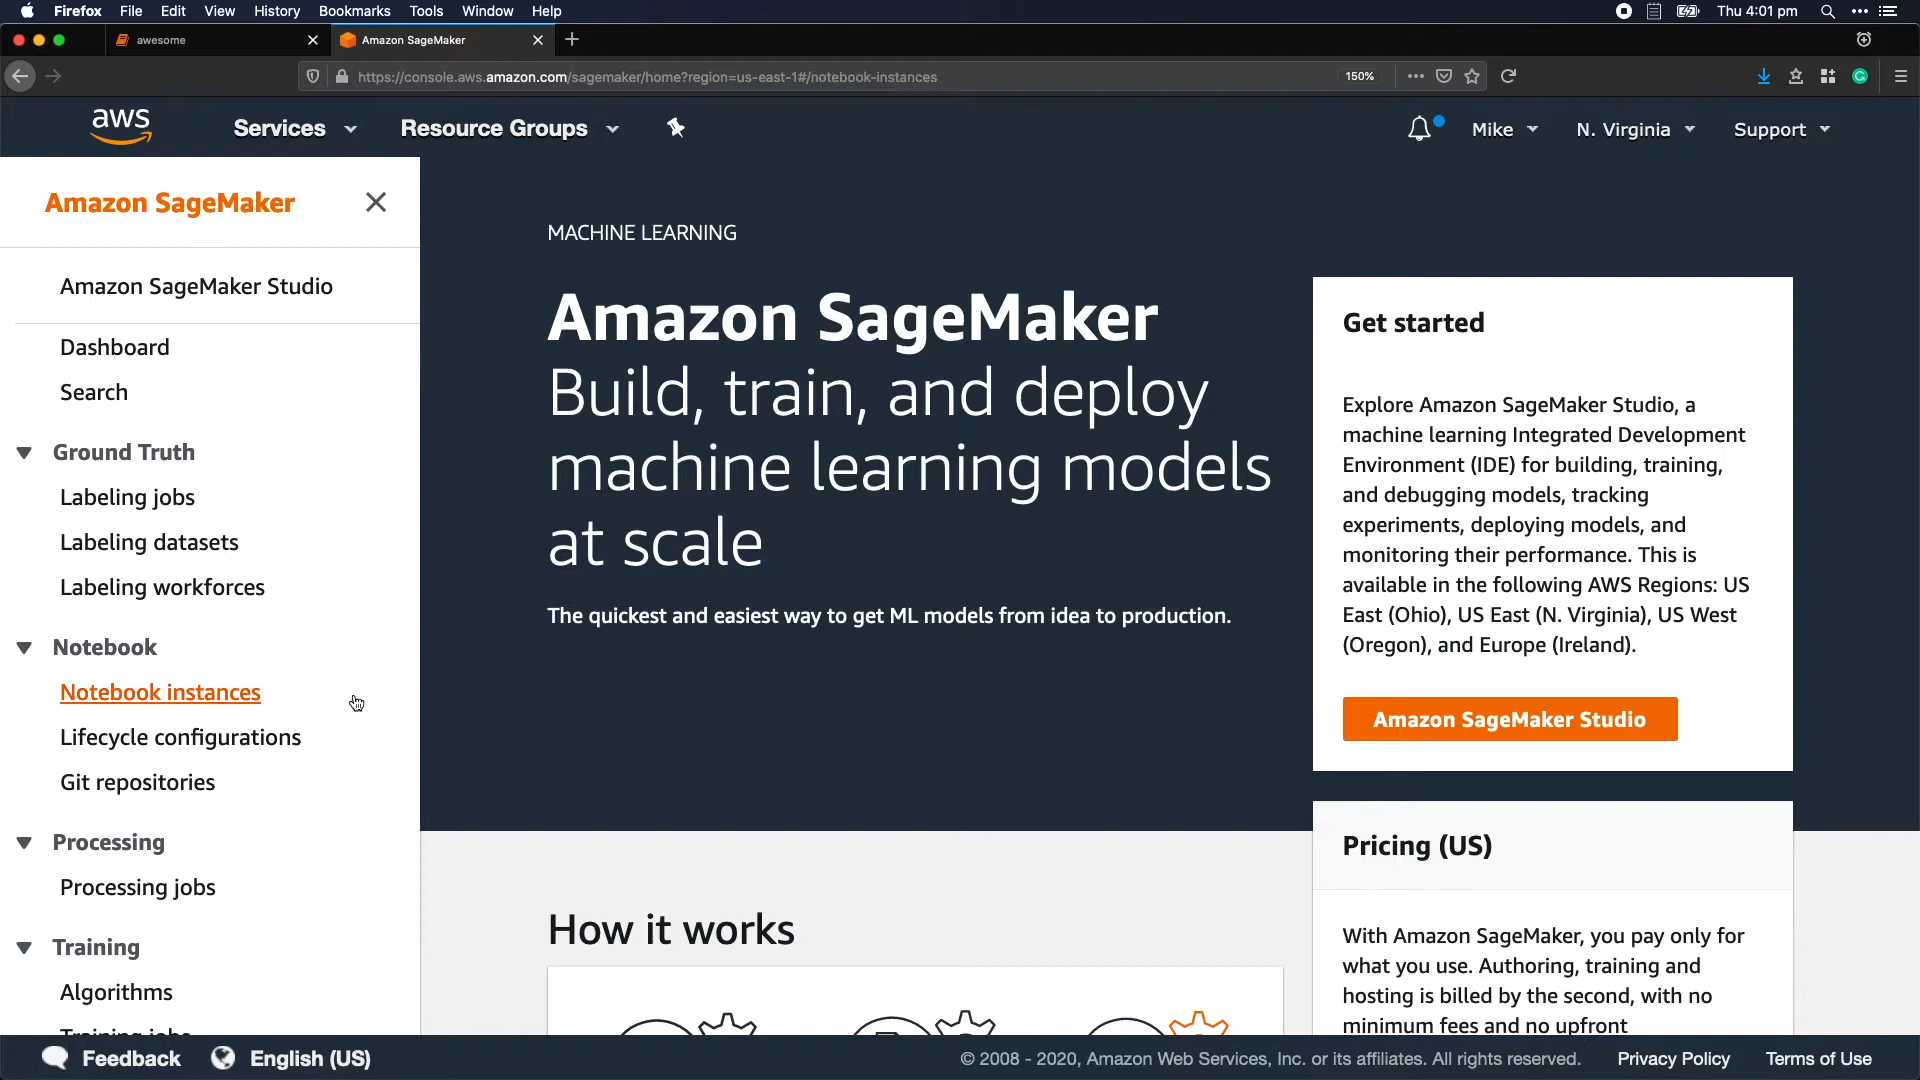 Firefox File Edit View History Bookmarks Tools Window Help Thu 4:01 pm
awesome Amazon SageMaker
https://console.aws.amazon.com/sagemaker/home?region=us-east-1#/notebook-instances 150%
aws Services Resource Groups Mike N. Virginia Support
Amazon SageMaker
Amazon SageMaker Studio
Dashboard
Search
Ground Truth
Labeling jobs
Labeling datasets
Labeling workforces
Notebook
Notebook instances
Lifecycle configurations
Git repositories
Processing
Processing jobs
Training
Algorithms
Training jobs
MACHINE LEARNING
Amazon SageMaker
Build, train, and deploy
machine learning models
at scale
The quickest and easiest way to get ML models from idea to production.
How it works
Get started
Explore Amazon SageMaker Studio, a
machine learning Integrated Development
Environment (IDE) for building, training,
and debugging models, tracking
experiments, deploying models, and
monitoring their performance. This is
available in the following AWS Regions: US
East (Ohio), US East (N. Virginia), US West
(Oregon), and Europe (Ireland).
Amazon SageMaker Studio
Pricing (US)
With Amazon SageMaker, you pay only for
what you use. Authoring, training and
hosting is billed by the second, with no
minimum fees and no upfront
Feedback English (US) © 2008 - 2020, Amazon Web Services, Inc. or its affiliates. All rights reserved. Privacy Policy Terms of Use